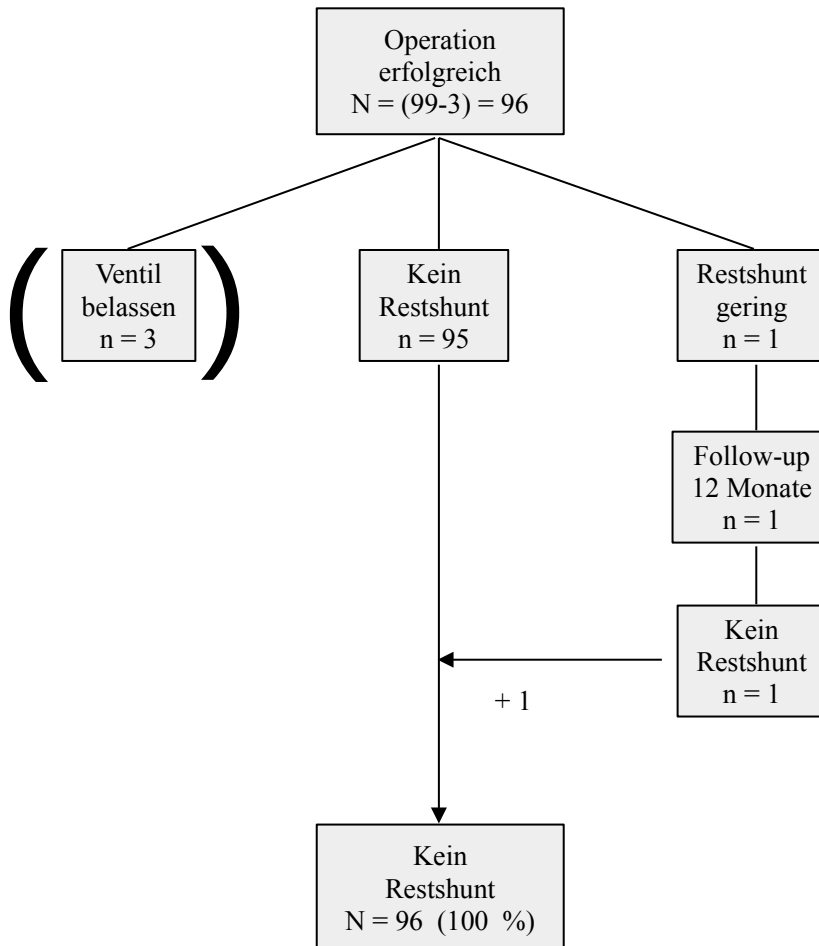 Operation
erfolgreich
N = (99-3) = 96
(
Ventil
belassen
n = 3
)
Kein
Restshunt
n = 95
Restshunt
gering
n = 1
Follow-up
12 Monate
n = 1
Kein
Restshunt
n = 1
+ 1
Kein
Restshunt
N = 96 (100 %)